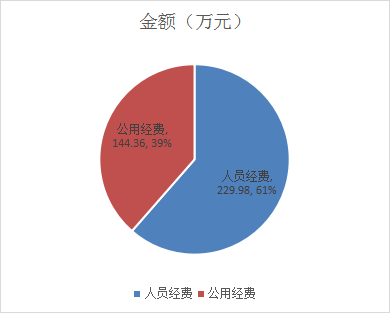 金额（万元）
公用经费,
144.36, 39%
人员经费,
229.98, 61%
人员经费 公用经费